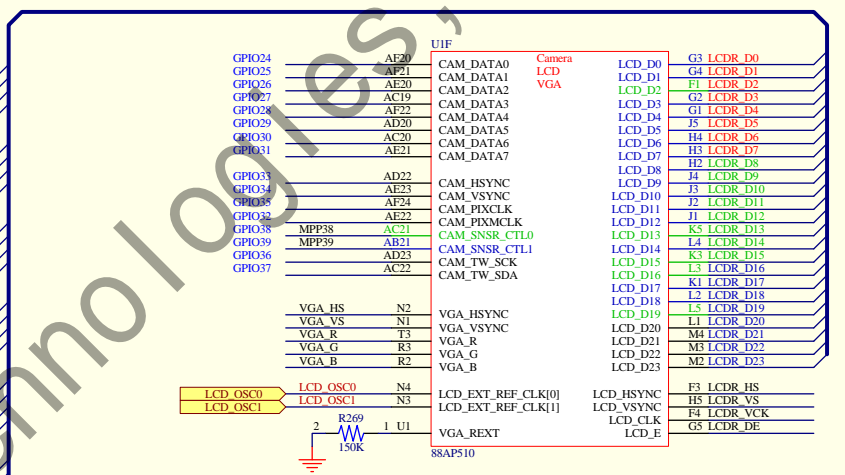 U1F
GPIO24 AF20 CAM_DATA0 Camera LCD_D0 G3 LCDR_D0
GPIO25 AF21 CAM_DATA1 LCD LCD_D1 G4 LCDR_D1
GPIO26 AE20 CAM_DATA2 VGA LCD_D2 F1 LCDR_D2
GPIO27 AC19 CAM_DATA3 LCD_D3 G2 LCDR_D3
GPIO28 AF22 CAM_DATA4 LCD_D4 G1 LCDR_D4
GPIO29 AD20 CAM_DATA5 LCD_D5 J5 LCDR_D5
GPIO30 AC20 CAM_DATA6 LCD_D6 H4 LCDR_D6
GPIO31 AE21 CAM_DATA7 LCD_D7 H3 LCDR_D7
LCD_D8 H2 LCDR_D8
GPIO33 AD22 CAM_HSYNC LCD_D9 J4 LCDR_D9
GPIO34 AE23 CAM_VSYNC LCD_D10 J3 LCDR_D10
GPIO35 AF24 CAM_PIXCLK LCD_D11 J2 LCDR_D11
GPIO32 AE22 CAM_PIXMCLK LCD_D12 J1 LCDR_D12
GPIO38 MPP38 AC21 CAM_SNSR_CTL0 LCD_D13 K5 LCDR_D13
GPIO39 MPP39 AB21 CAM_SNSR_CTL1 LCD_D14 L4 LCDR_D14
GPIO36 AD23 CAM_TW_SCK LCD_D15 K3 LCDR_D15
GPIO37 AC22 CAM_TW_SDA LCD_D16 L3 LCDR_D16
LCD_D17 K1 LCDR_D17
LCD_D18 L2 LCDR_D18
VGA_HS N2 VGA_HSYNC LCD_D19 L5 LCDR_D19
VGA_VS N1 VGA_VSYNC LCD_D20 L1 LCDR_D20
VGA_R T3 VGA_R LCD_D21 M4 LCDR_D21
VGA_G R3 VGA_G LCD_D22 M3 LCDR_D22
VGA_B R2 VGA_B LCD_D23 M2 LCDR_D23
LCD_OSC0 LCD_OSC0 N4 LCD_EXT_REF_CLK[0] LCD_HSYNC F3 LCDR_HS
LCD_OSC1 LCD_OSC1 N3 LCD_EXT_REF_CLK[1] LCD_VSYNC H5 LCDR_VS
LCD_CLK F4 LCDR_VCK
2 R269 1 U1 VGA_REXT LCD_E G5 LCDR_DE
150K
88AP510
hnologies,